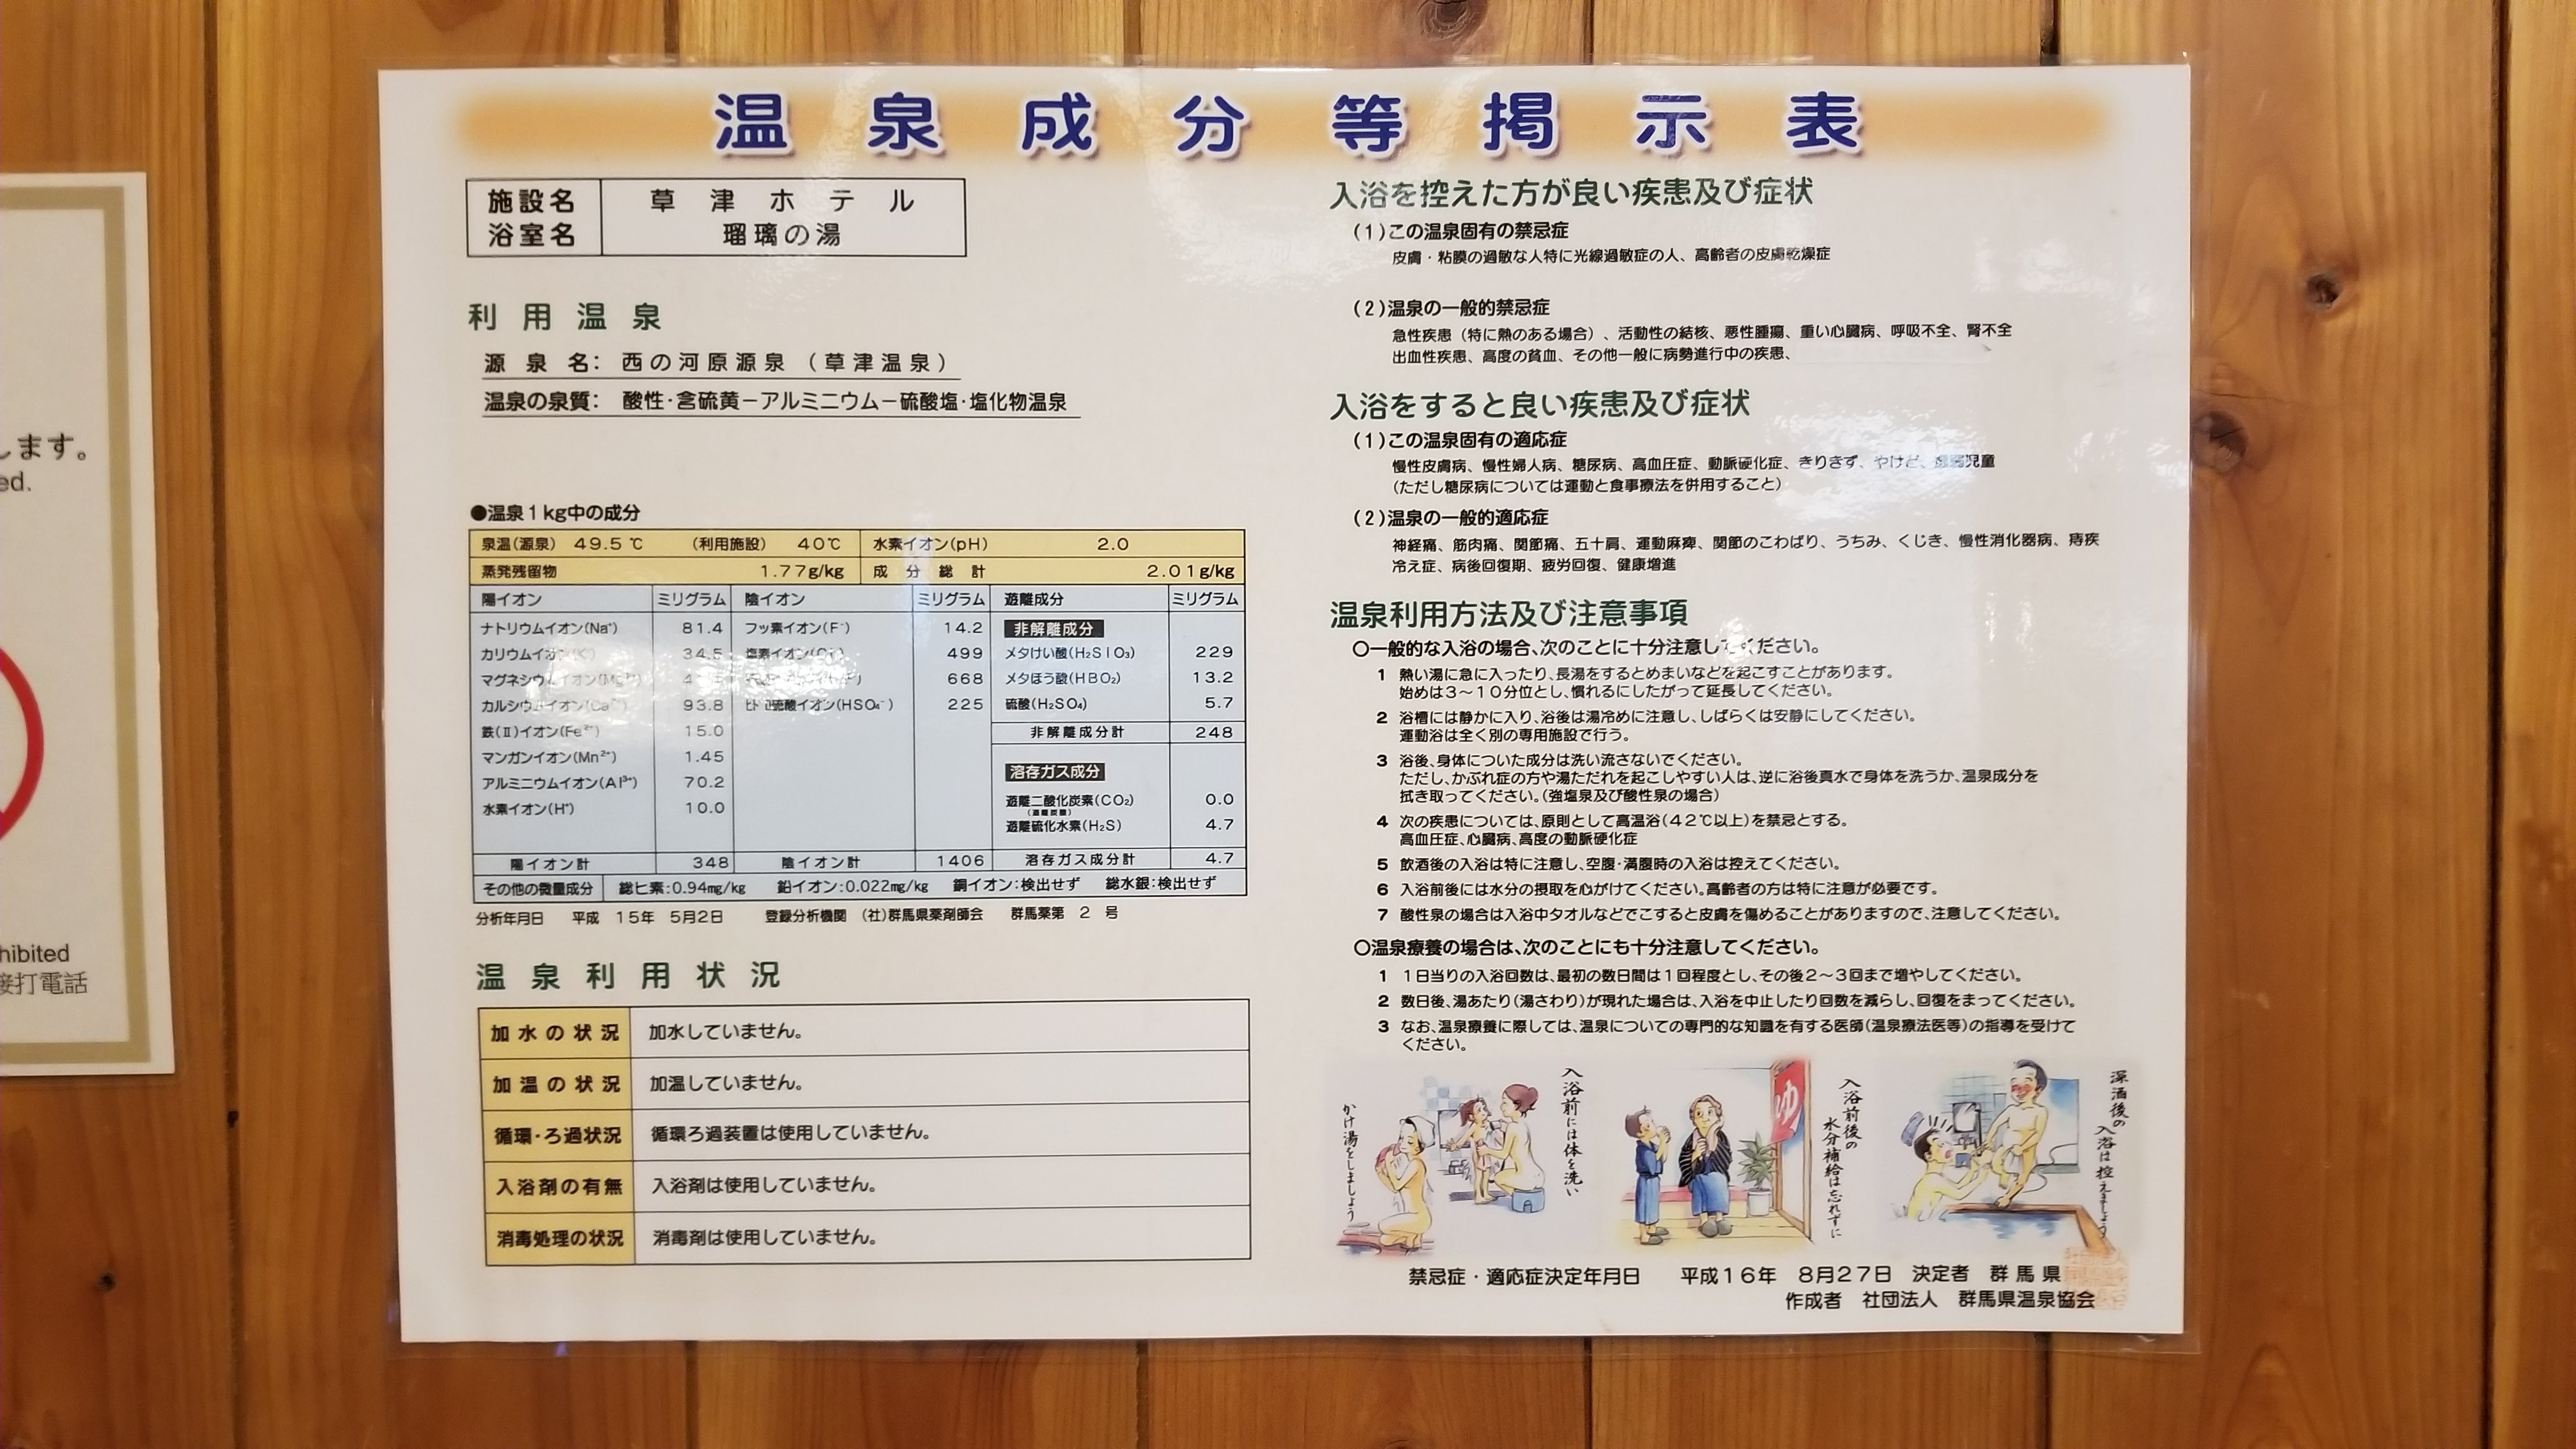 温泉成分等掲示表
施設名 草津ホテル
浴室名 瑠璃の湯
利用温泉
源泉名: 西の河原源泉（草津温泉）
温泉の泉質: 酸性・含硫黄－アルミニウム－硫酸塩・塩化物温泉
●温泉1kg中の成分
泉温(源泉) 49.5℃ (利用施設) 40℃ 水素イオン(pH) 2.0
蒸発残留物 1.77g/kg 成分総計 2.01g/kg
陽イオン ミリグラム 陰イオン ミリグラム 遊離成分 ミリグラム
ナトリウムイオン(Na⁺) 81.4 フッ素イオン(F⁻) 14.2 非解離成分
カリウムイオン(K⁺) 34.5 塩素イオン 499 メタけい酸(H₂SIO₃) 229
マグネシウムイオン(Mg²⁺) 668 メタほう酸(HBO₂) 13.2
カルシウムイオン(Ca²⁺) 93.8 硫酸イオン(HSO₄⁻) 225 硫酸(H₂SO₄) 5.7
鉄(Ⅱ)イオン(Fe²⁺) 15.0 非解離成分計 248
マンガンイオン(Mn²⁺) 1.45
アルミニウムイオン(Al³⁺) 70.2 溶存ガス成分
水素イオン(H⁺) 10.0 遊離二酸化炭素(CO₂) 0.0
(遊離炭酸)
遊離硫化水素(H₂S) 4.7
陽イオン計 348 陰イオン計 1406 溶存ガス成分計 4.7
その他の微量成分 総ヒ素:0.94mg/kg 鉛イオン:0.022mg/kg 銅イオン:検出せず 総水銀:検出せず
分析年月日 平成 15年 5月2日 登録分析機関 (社)群馬県薬剤師会 群馬薬第 2 号
温泉利用状況
加水の状況 加水していません。
加温の状況 加温していません。
循環・ろ過状況 循環ろ過装置は使用していません。
入浴剤の有無 入浴剤は使用していません。
消毒処理の状況 消毒剤は使用していません。
入浴を控えた方が良い疾患及び症状
(1)この温泉固有の禁忌症
皮膚・粘膜の過敏な人特に光線過敏症の人、高齢者の皮膚乾燥症
(2)温泉の一般的禁忌症
急性疾患（特に熱のある場合）、活動性の結核、悪性腫瘍、重い心臓病、呼吸不全、腎不全
出血性疾患、高度の貧血、その他一般に病勢進行中の疾患、
入浴をすると良い疾患及び症状
(1)この温泉固有の適応症
慢性皮膚病、慢性婦人病、糖尿病、高血圧症、動脈硬化症、きりきず、やけど、虚弱児童
(ただし糖尿病については運動と食事療法を併用すること)
(2)温泉の一般的適応症
神経痛、筋肉痛、関節痛、五十肩、運動麻痺、関節のこわばり、うちみ、くじき、慢性消化器病、痔疾
冷え症、病後回復期、疲労回復、健康増進
温泉利用方法及び注意事項
○一般的な入浴の場合、次のことに十分注意してください。
1 熱い湯に急に入ったり、長湯をするとめまいなどを起こすことがあります。
始めは3～10分位とし、慣れるにしたがって延長してください。
2 浴槽には静かに入り、浴後は湯冷めに注意し、しばらくは安静にしてください。
運動浴は全く別の専用施設で行う。
3 浴後、身体についた成分は洗い流さないでください。
ただし、かぶれ症の方や湯ただれを起こしやすい人は、逆に浴後真水で身体を洗うか、温泉成分を
拭き取ってください。(強塩泉及び酸性泉の場合)
4 次の疾患については、原則として高温浴(42℃以上)を禁忌とする。
高血圧症、心臓病、高度の動脈硬化症
5 飲酒後の入浴は特に注意し、空腹・満腹時の入浴は控えてください。
6 入浴前後には水分の摂取を心がけてください。高齢者の方は特に注意が必要です。
7 酸性泉の場合は入浴中タオルなどでこすると皮膚を傷めることがありますので、注意してください。
○温泉療養の場合は、次のことにも十分注意してください。
1 1日当りの入浴回数は、最初の数日間は1回程度とし、その後2～3回まで増やしてください。
2 数日後、湯あたり(湯さわり)が現れた場合は、入浴を中止したり回数を減らし、回復をまってください。
3 なお、温泉療養に際しては、温泉についての専門的な知識を有する医師(温泉療法医等)の指導を受けて
ください。
入浴前には体を洗い
かけ湯をしましょう
ゆ
入浴前後の
水分補給は忘れずに
深酒後の
入浴は控えましょう
禁忌症・適応症決定年月日 平成16年 8月27日 決定者 群馬県
作成者 社団法人 群馬県温泉協会
します。
ed.
hibited
接打電話